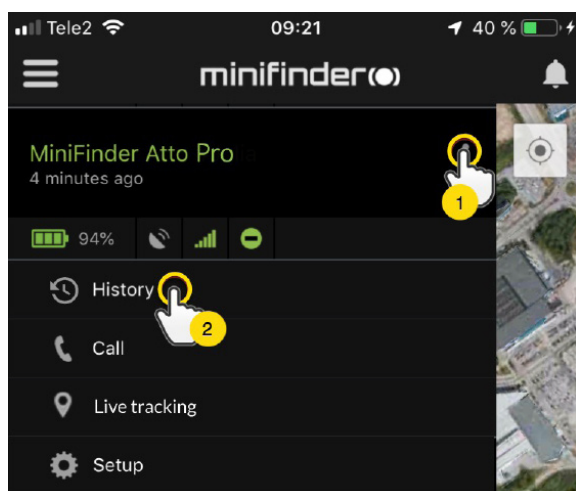 Tele2 09:21 40 %
minifinder
MiniFinder Atto Pro
4 minutes ago
1
94%
History
2
Call
Live tracking
Setup